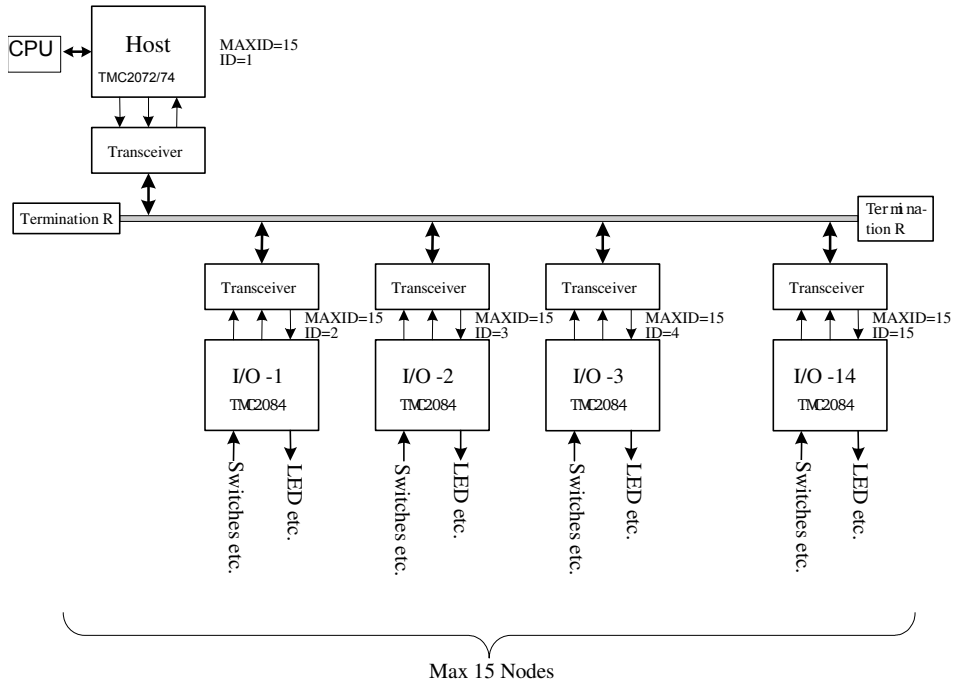 CPU
Host
TMC2072/74
MAXID=15
ID=1
Transceiver
Termination R
Termina-
tion R
Transceiver
Transceiver
Transceiver
Transceiver
MAXID=15
ID=2
MAXID=15
ID=3
MAXID=15
ID=4
MAXID=15
ID=15
I/O -1
TMC2084
I/O -2
TMC2084
I/O -3
TMC2084
I/O -14
TMC2084
Switches etc.
LED etc.
Switches etc.
LED etc.
Switches etc.
LED etc.
Switches etc.
LED etc.
Max 15 Nodes